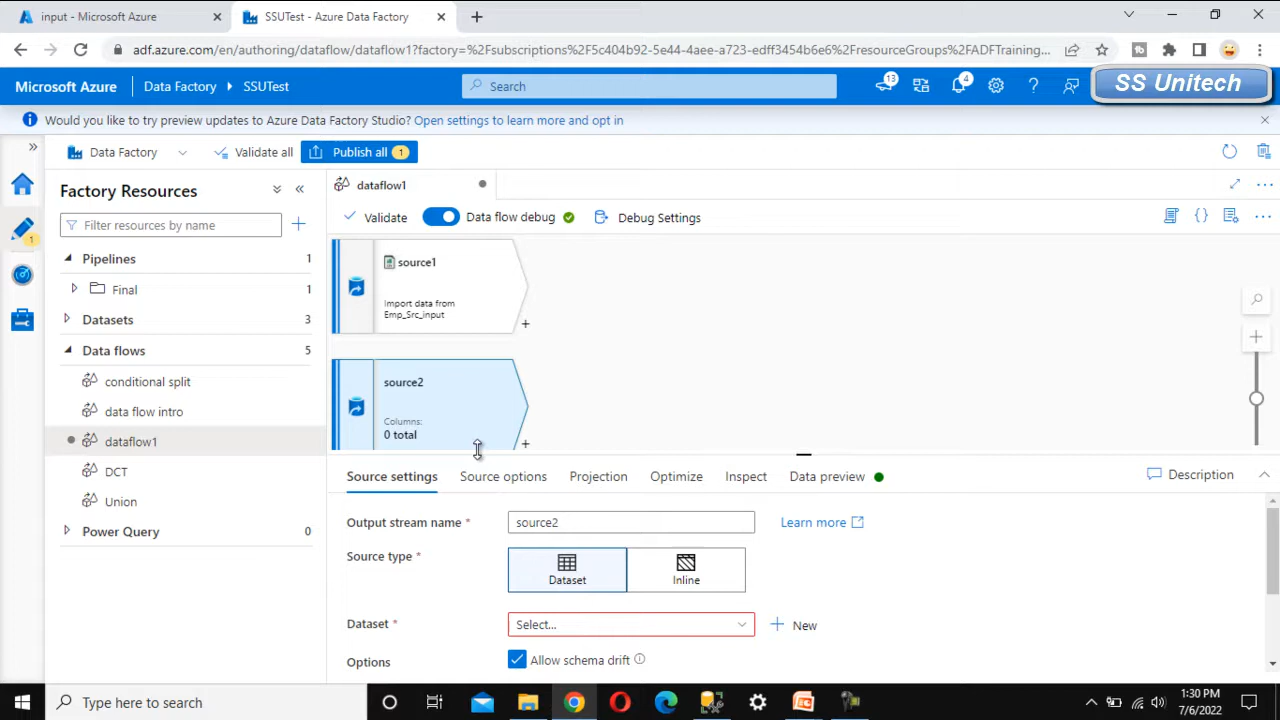 input - Microsoft Azure
SSUTest - Azure Data Factory
adf.azure.com/en/authoring/dataflow/dataflow1?factory=%2Fsubscriptions%2F5c404b92-5e44-4aee-a723-edff3454b6e6%2FresourceGroups%2FADFTraining...
Microsoft Azure
Data Factory
SSUTest
Search
13
4
SS Unitech
Would you like to try preview updates to Azure Data Factory Studio? Open settings to learn more and opt in
Data Factory
Validate all
Publish all 1
Factory Resources
Filter resources by name
Pipelines 1
Final 1
Datasets 3
Data flows 5
conditional split
data flow intro
dataflow1
DCT
Union
Power Query 0
1
dataflow1
Validate
Data flow debug
Debug Settings
source1
Import data from
Emp_Src_input
source2
Columns:
0 total
Source settings
Source options
Projection
Optimize
Inspect
Data preview
Description
Output stream name *
source2
Learn more
Source type *
Dataset
Inline
Dataset *
Select...
New
Options
Allow schema drift
Type here to search
1:30 PM
7/6/2022